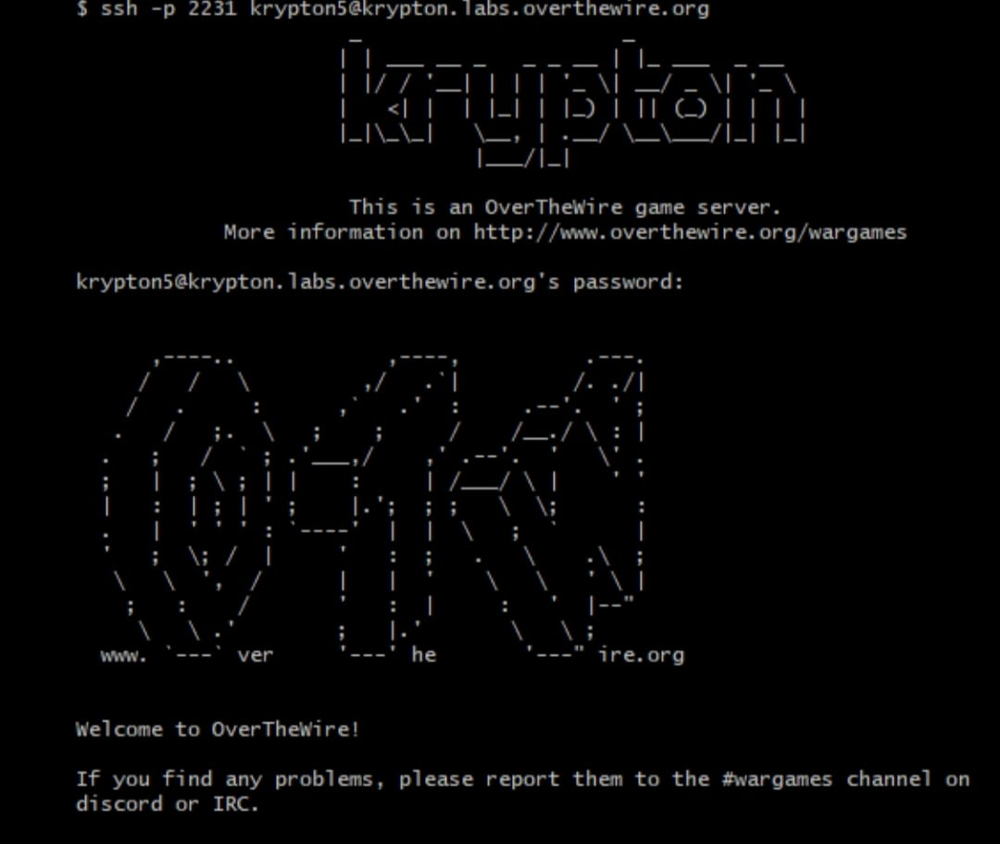 $ ssh -p 2231 krypton5@krypton.labs.overthewire.org
krypton
This is an OverTheWire game server.
More information on http://www.overthewire.org/wargames
krypton5@krypton.labs.overthewire.org's password:
www. ver he ire.org
Welcome to OverTheWire!
If you find any problems, please report them to the #wargames channel on
discord or IRC.